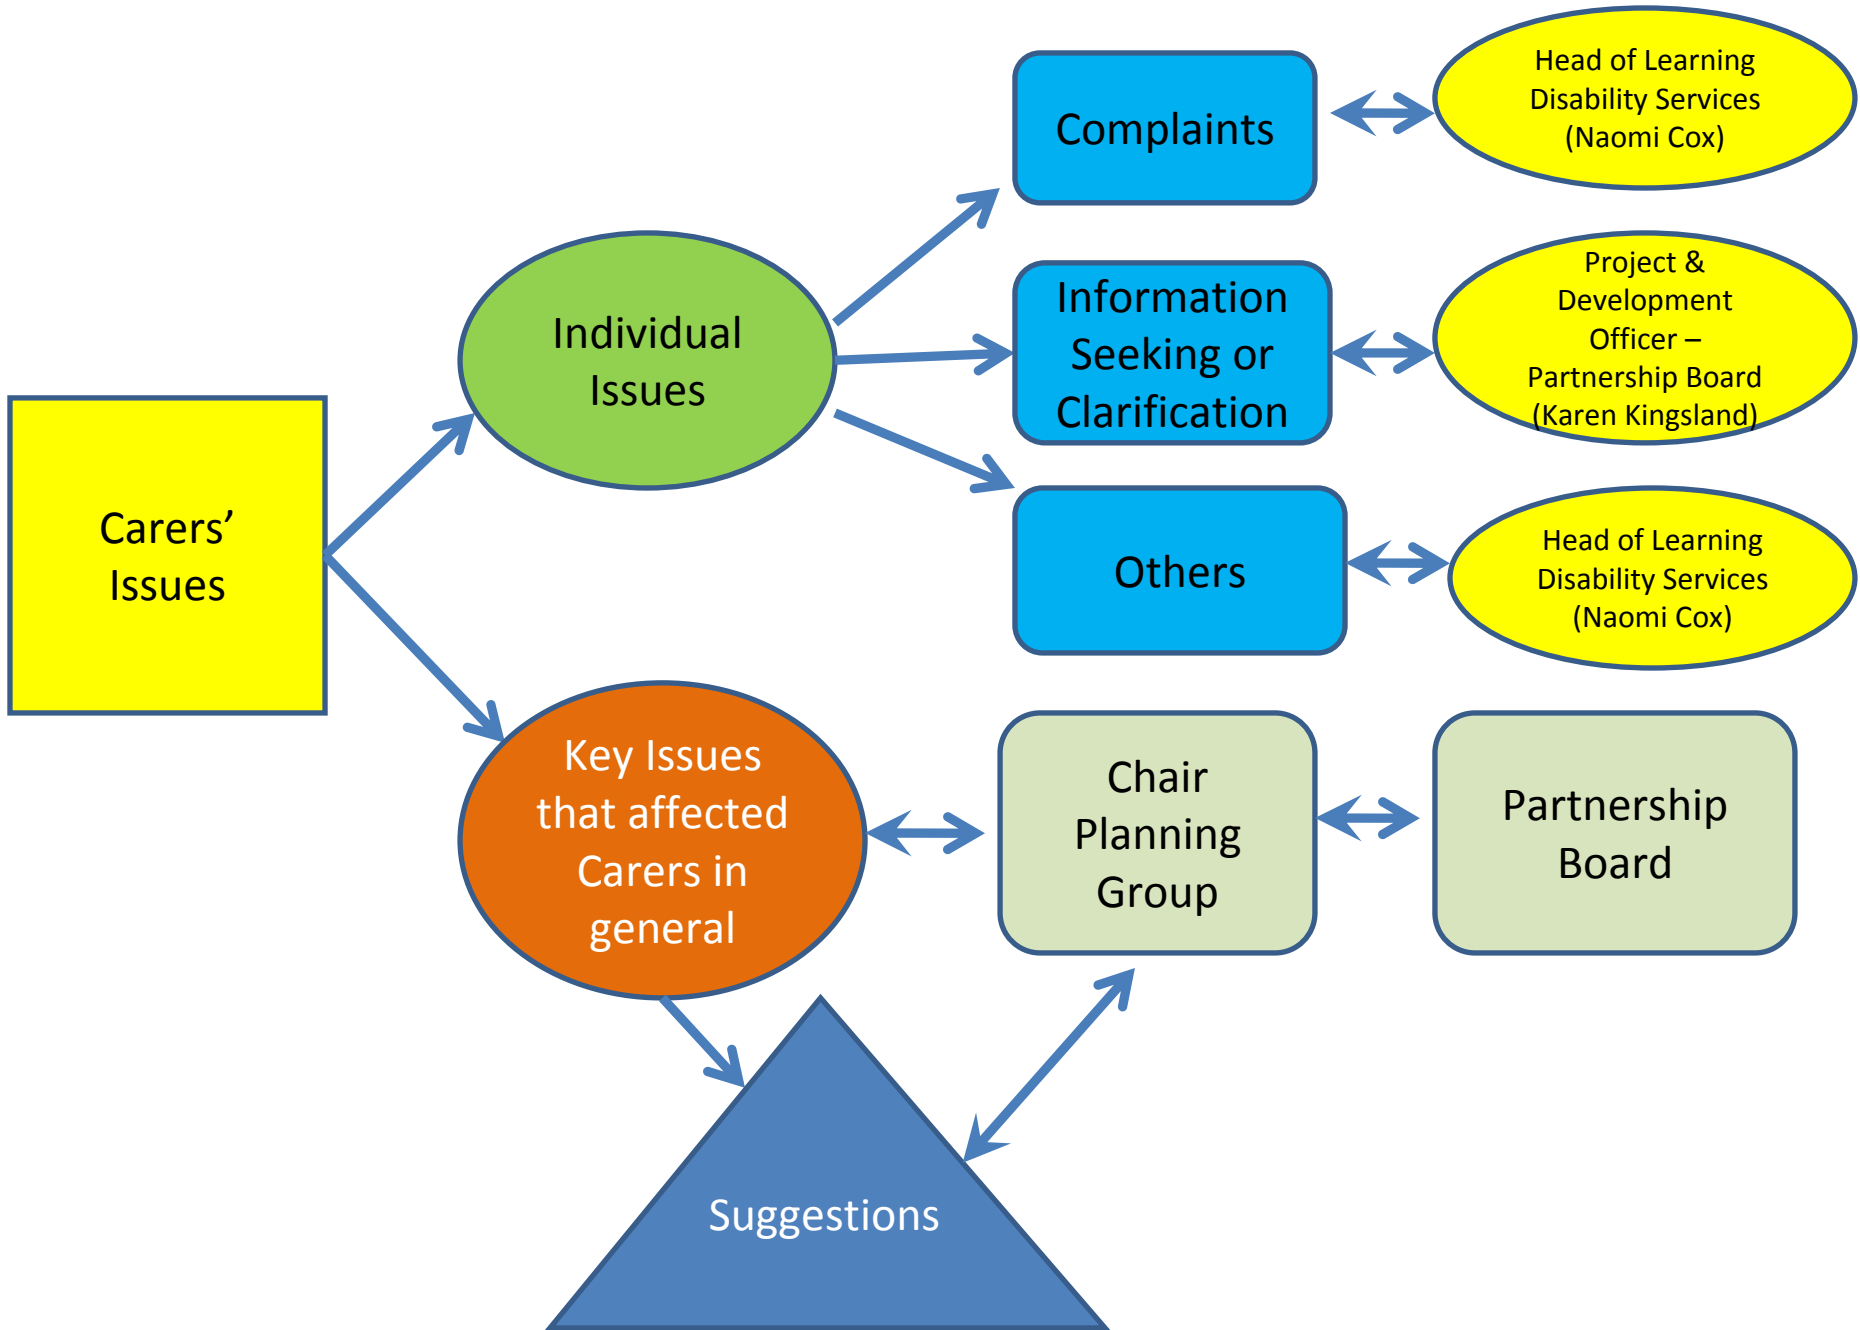 Carers’
Issues
Individual
Issues
Complaints
Head of Learning
Disability Services
(Naomi Cox)
Information
Seeking or
Clarification
Project &
Development
Officer –
Partnership Board
(Karen Kingsland)
Others
Head of Learning
Disability Services
(Naomi Cox)
Key Issues
that affected
Carers in
general
Chair
Planning
Group
Partnership
Board
Suggestions